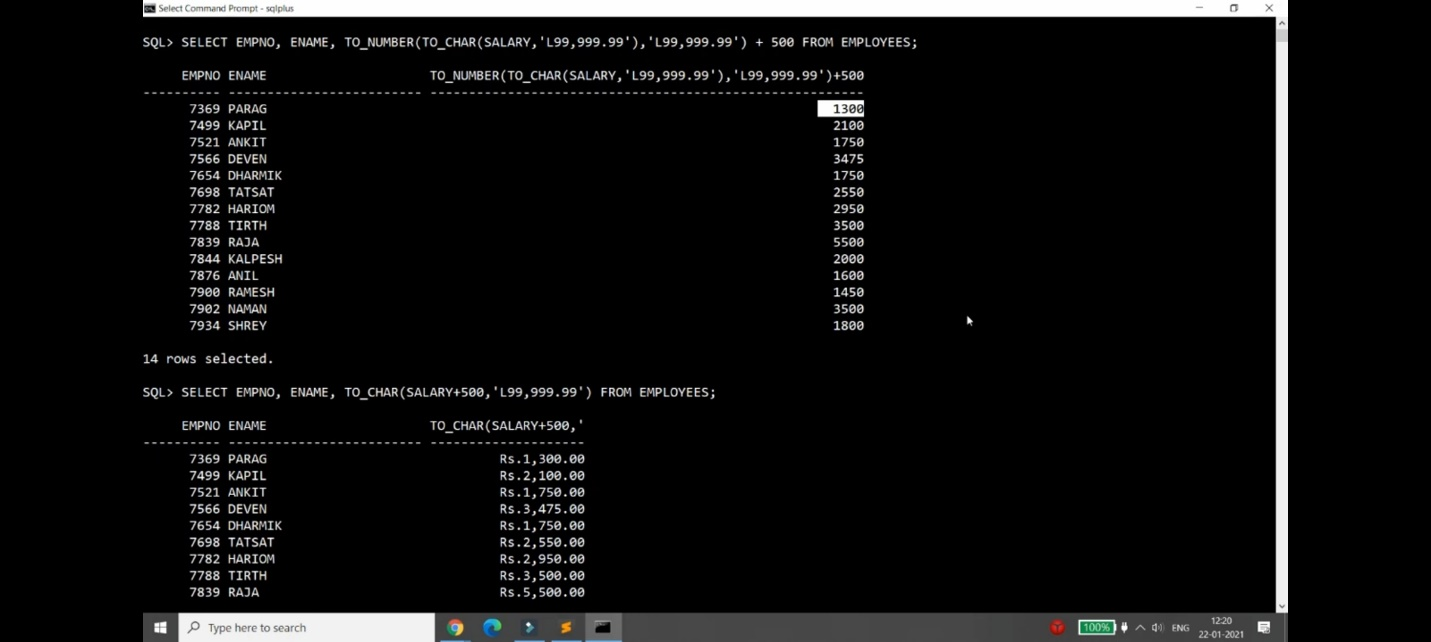 Select Command Prompt - sqlplus
SQL> SELECT EMPNO, ENAME, TO_NUMBER(TO_CHAR(SALARY,'L99,999.99'),'L99,999.99') + 500 FROM EMPLOYEES;
EMPNO ENAME TO_NUMBER(TO_CHAR(SALARY,'L99,999.99'),'L99,999.99')+500
---------- ------------------------- --------------------------------------------------------
7369 PARAG 1300
7499 KAPIL 2100
7521 ANKIT 1750
7566 DEVEN 3475
7654 DHARMIK 1750
7698 TATSAT 2550
7782 HARIOM 2950
7788 TIRTH 3500
7839 RAJA 5500
7844 KALPESH 2000
7876 ANIL 1600
7900 RAMESH 1450
7902 NAMAN 3500
7934 SHREY 1800
14 rows selected.
SQL> SELECT EMPNO, ENAME, TO_CHAR(SALARY+500,'L99,999.99') FROM EMPLOYEES;
EMPNO ENAME TO_CHAR(SALARY+500,'
---------- ------------------------- --------------------
7369 PARAG Rs.1,300.00
7499 KAPIL Rs.2,100.00
7521 ANKIT Rs.1,750.00
7566 DEVEN Rs.3,475.00
7654 DHARMIK Rs.1,750.00
7698 TATSAT Rs.2,550.00
7782 HARIOM Rs.2,950.00
7788 TIRTH Rs.3,500.00
7839 RAJA Rs.5,500.00
Type here to search
100%
ENG
12:20
22-01-2021